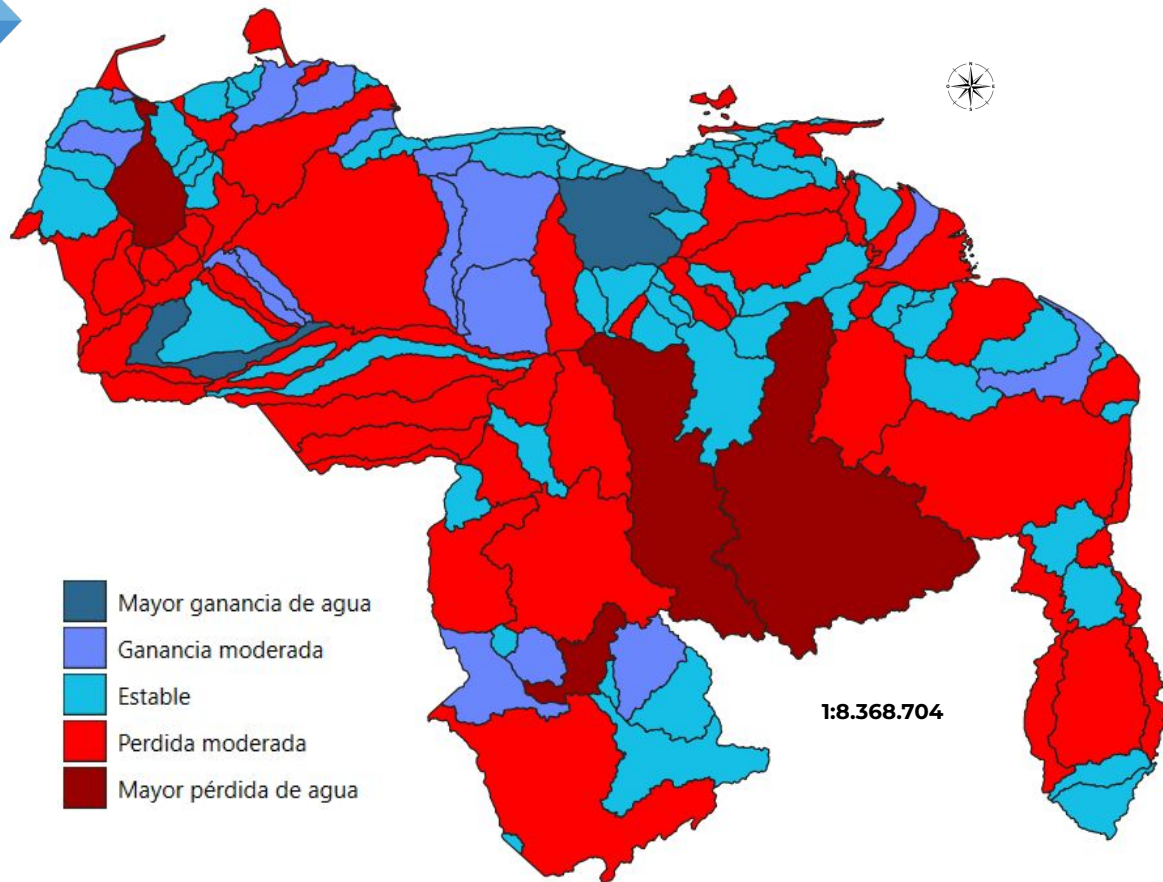 Mayor ganancia de agua
Ganancia moderada
Estable
Perdida moderada
Mayor pérdida de agua
1:8.368.704